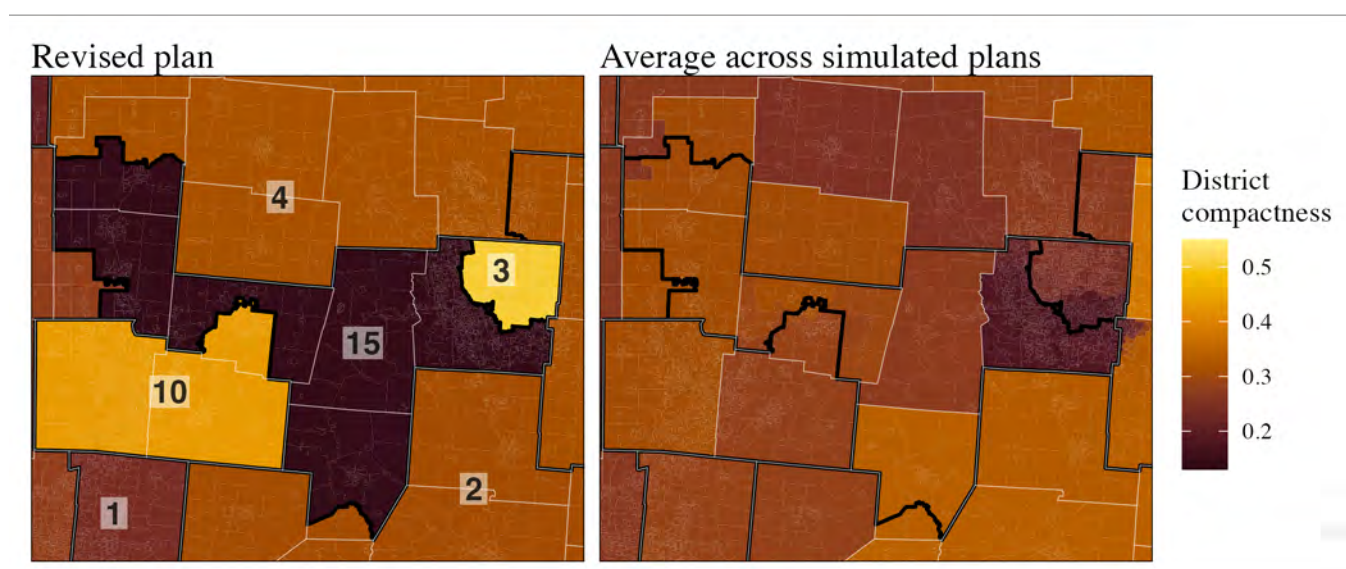 Revised plan
Average across simulated plans
4
3
15
10
2
1
District
compactness
0.5
0.4
0.3
0.2